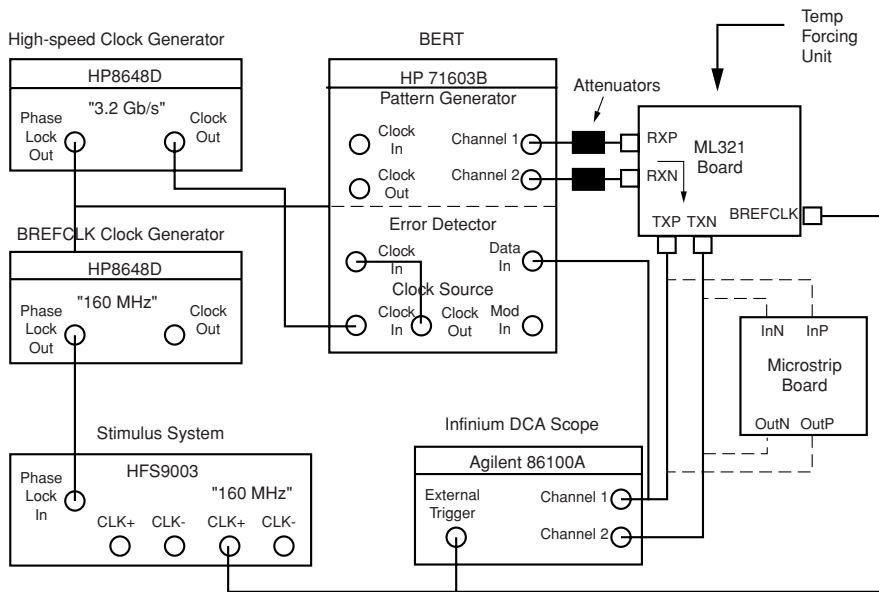 High-speed Clock Generator
HP8648D
"3.2 Gb/s"
Phase
Lock
Out
Clock
Out
BREFCLK Clock Generator
HP8648D
"160 MHz"
Phase
Lock
Out
Clock
Out
Stimulus System
HFS9003
"160 MHz"
Phase
Lock
In
CLK+
CLK-
CLK+
CLK-
BERT
HP 71603B
Pattern Generator
Clock
In
Channel 1
Clock
Out
Channel 2
Error Detector
Clock
In
Data
In
Clock Source
Clock
In
Clock
Out
Mod
In
Attenuators
Temp
Forcing
Unit
RXP
ML321
Board
RXN
TXP
TXN
BREFCLK
InN
InP
Microstrip
Board
OutN
OutP
Infinium DCA Scope
Agilent 86100A
External
Trigger
Channel 1
Channel 2